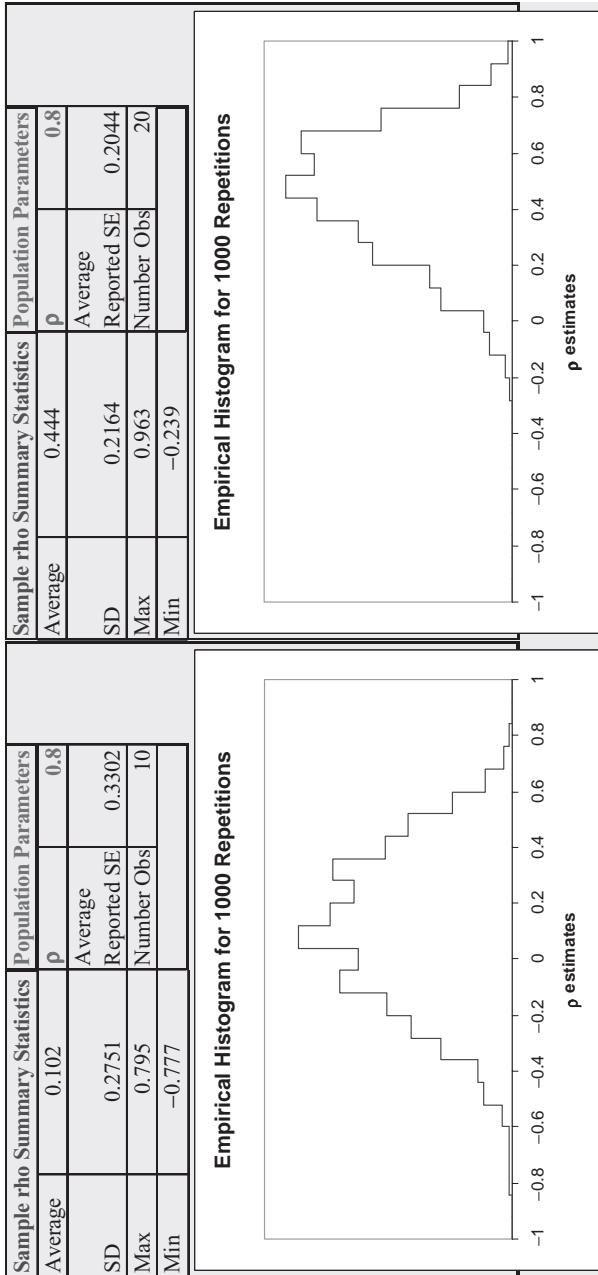 Sample rho Summary Statistics Population Parameters
Average 0.102 ρ 0.8
Average
SD 0.2751 Reported SE 0.3302
Max 0.795 Number Obs 10
Min −0.777
Empirical Histogram for 1000 Repetitions
−1 −0.8 −0.6 −0.4 −0.2 0 0.2 0.4 0.6 0.8 1
ρ estimates
Sample rho Summary Statistics Population Parameters
Average 0.444 ρ 0.8
Average
SD 0.2164 Reported SE 0.2044
Max 0.963 Number Obs 20
Min −0.239
Empirical Histogram for 1000 Repetitions
−1 −0.8 −0.6 −0.4 −0.2 0 0.2 0.4 0.6 0.8 1
ρ estimates